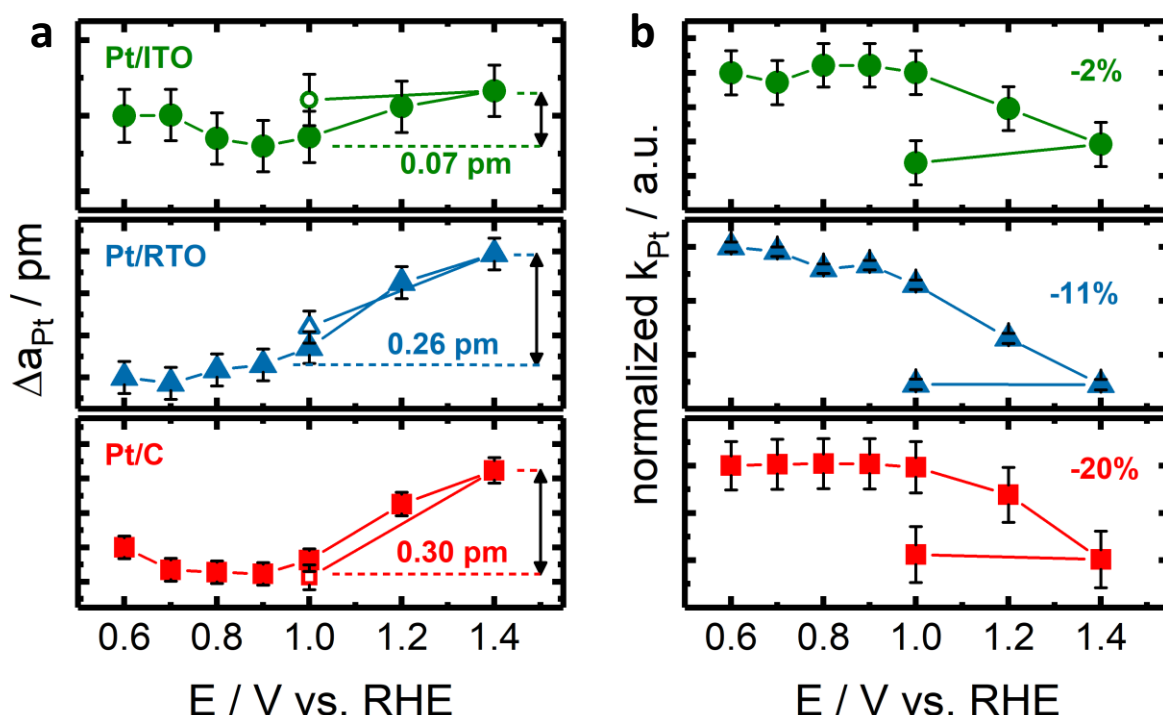 a
Pt/ITO
0.07 pm
Pt/RTO
0.26 pm
Pt/C
0.30 pm
Δa_Pt / pm
0.6 0.8 1.0 1.2 1.4
E / V vs. RHE
b
-2%
-11%
-20%
normalized k_Pt / a.u.
0.6 0.8 1.0 1.2 1.4
E / V vs. RHE